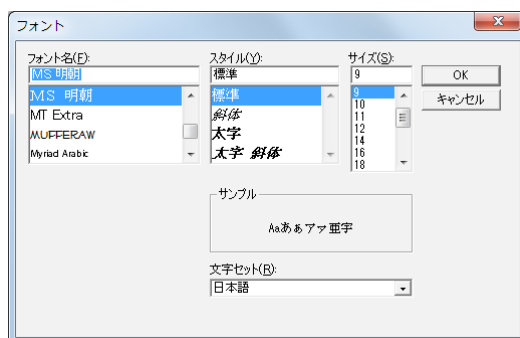 フォント
フォント名(F):
MS 明朝
MS 明朝
MT Extra
MUFFERAW
Myriad Arabic
スタイル(Y):
標準
標準
斜体
太字
太字 斜体
サイズ(S):
9
9
10
11
12
14
16
18
OK
キャンセル
サンプル
Aaあぁアァ亜宇
文字セット(R):
日本語